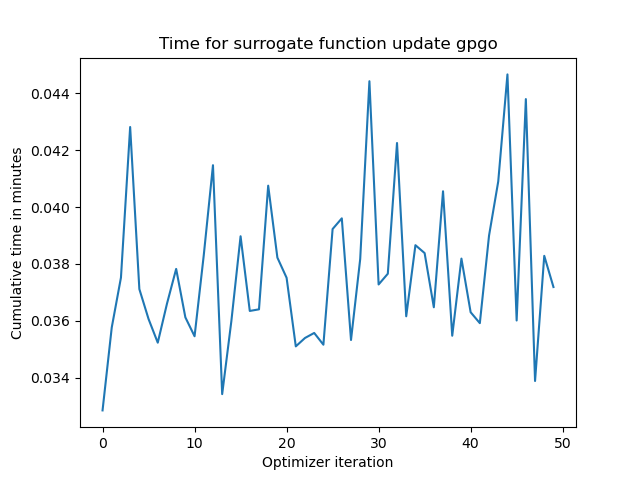 Time for surrogate function update gpgo
Cumulative time in minutes
0.044
0.042
0.040
0.038
0.036
0.034
0 10 20 30 40 50
Optimizer iteration